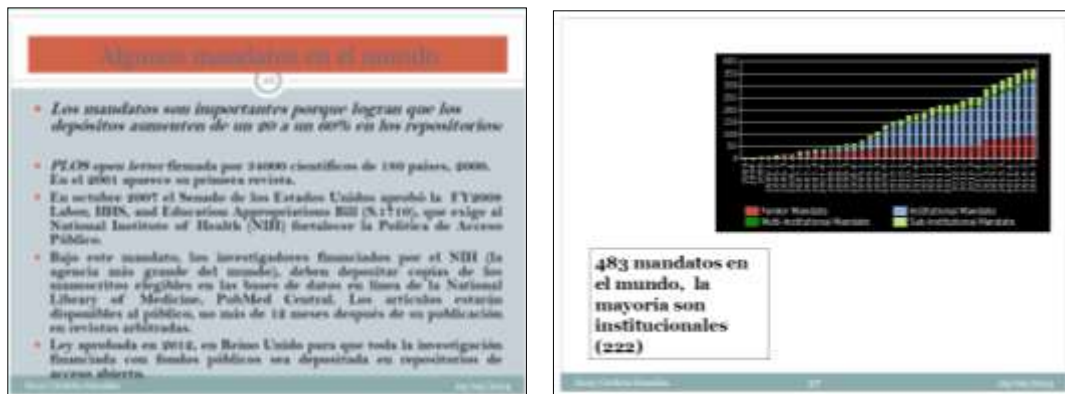 Algunos mandatos en el mundo
Los mandatos son importantes porque logran que los
depósitos aumenten de un 20 a un 60% en los repositorios
PLOS open letter firmada por 34000 científicos de 180 países, 2000.
En el 2001 aparece su primera revista.
En octubre 2007 el Senado de los Estados Unidos aprobó la FY2008
Labor, HHS, and Education Appropriations Bill (S.1710), que exige al
National Institute of Health (NIH) fortalecer la Política de Acceso
Público.
Bajo este mandato, los investigadores financiados por el NIH (la
agencia más grande del mundo), deben depositar copias de los
manuscritos elegibles en las bases de datos en línea de la National
Library of Medicine, PubMed Central. Los artículos estarán
disponibles al público, no más de 12 meses después de su publicación
en revistas arbitradas.
Ley aprobada en 2012, en Reino Unido para que toda la investigación
financiada con fondos públicos sea depositada en repositorios de
acceso abierto.
Funder Mandate
Institutional Mandate
Multi-Institutional Mandate
Sub-Institutional Mandate
483 mandatos en
el mundo, la
mayoría son
institucionales
(222)